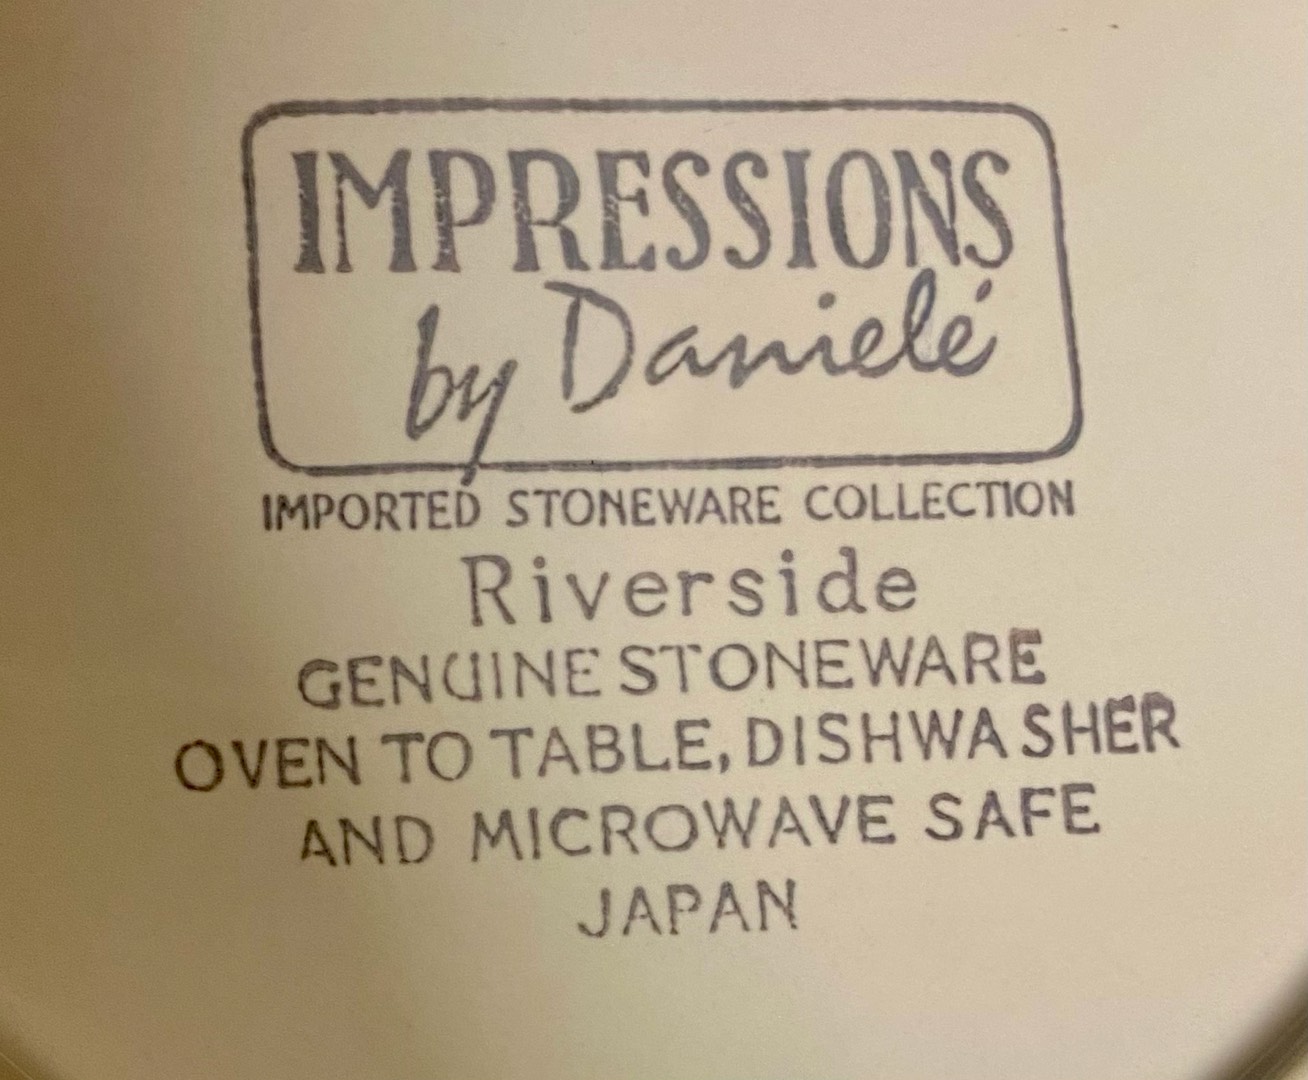 IMPRESSIONS
by Danielé
IMPORTED STONEWARE COLLECTION
Riverside
GENUINE STONEWARE
OVEN TO TABLE, DISHWASHER
AND MICROWAVE SAFE
JAPAN